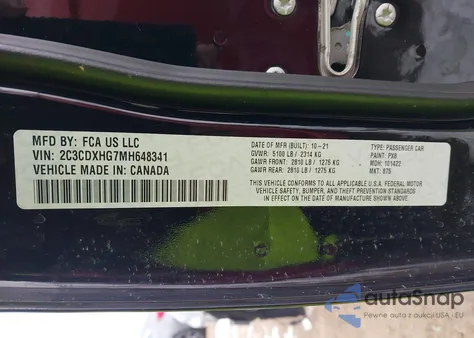 MFD BY: FCA US LLC
VIN: 2C3CDXHG7MH648341
VEHICLE MADE IN: CANADA
DATE OF MFR (BUILT): 10-21
GVWR: 5100 LB / 2314 KG
GAWR FRONT: 2810 LB / 1275 KG
GAWR REAR: 2810 LB / 1275 KG
TYPE: PASSENGER CAR
PAINT: PX8
MDH: 101422
MKT: 875
THIS VEHICLE CONFORMS TO ALL APPLICABLE U.S.A. FEDERAL MOTOR
VEHICLE SAFETY, BUMPER, AND THEFT PREVENTION STANDARDS
IN EFFECT ON THE DATE OF MANUFACTURE SHOWN ABOVE.
autoSnap
Pewne auto z aukcji USA i EU